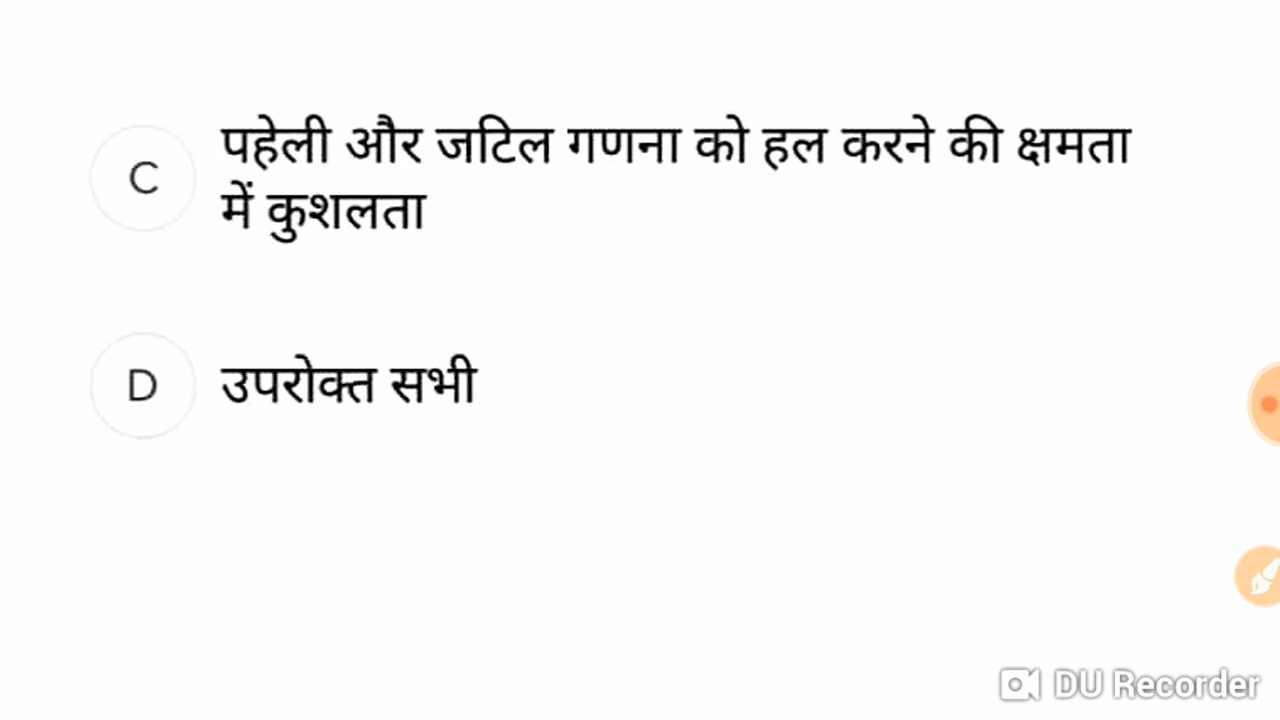 C
पहेली और जटिल गणना को हल करने की क्षमता
में कुशलता
D
उपरोक्त सभी
DU Recorder